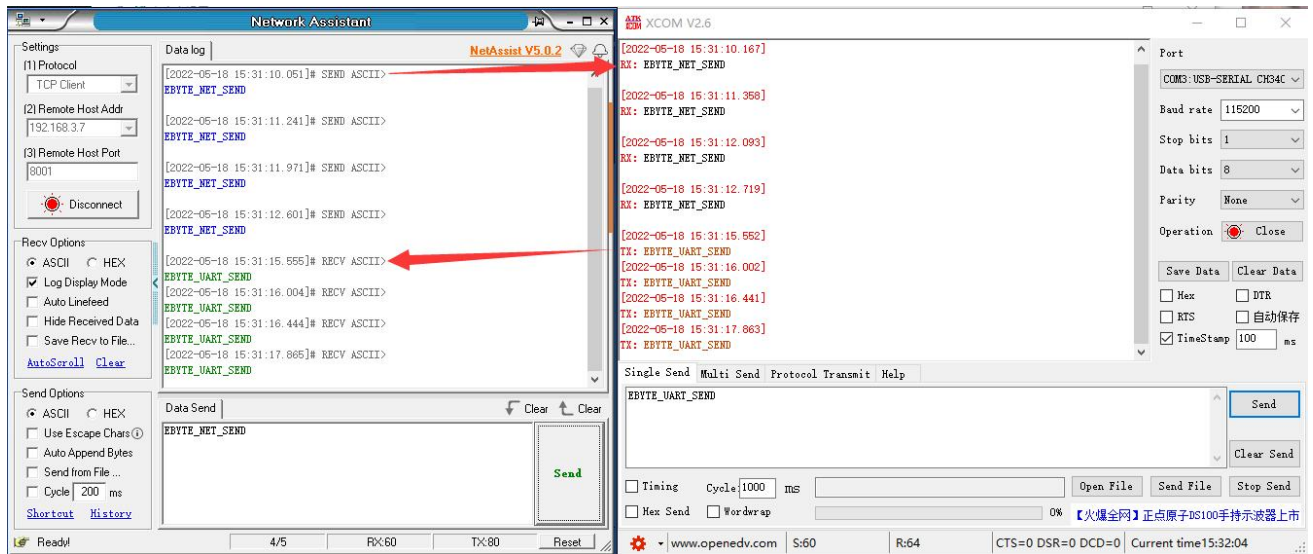 Network Assistant
Settings
(1) Protocol
TCP Client
(2) Remote Host Addr
192.168.3.7
(3) Remote Host Port
8001
Disconnect
Recv Options
ASCII HEX
Log Display Mode
Auto Linefeed
Hide Received Data
Save Recv to File...
AutoScroll Clear
Send Options
ASCII HEX
Use Escape Chars
Auto Append Bytes
Send from File ...
Cycle 200 ms
Shortcut History
Data log NetAssist V5.0.2
[2022-05-18 15:31:10.051]# SEND ASCII>
EBYTE_NET_SEND
[2022-05-18 15:31:11.241]# SEND ASCII>
EBYTE_NET_SEND
[2022-05-18 15:31:11.971]# SEND ASCII>
EBYTE_NET_SEND
[2022-05-18 15:31:12.601]# SEND ASCII>
EBYTE_NET_SEND
[2022-05-18 15:31:15.555]# RECV ASCII>
EBYTE_UART_SEND
[2022-05-18 15:31:16.004]# RECV ASCII>
EBYTE_UART_SEND
[2022-05-18 15:31:16.444]# RECV ASCII>
EBYTE_UART_SEND
[2022-05-18 15:31:17.865]# RECV ASCII>
EBYTE_UART_SEND
Data Send Clear Clear
EBYTE_NET_SEND
Send
Ready! 4/5 RX:60 TX:80 Reset
XCOM V2.6
[2022-05-18 15:31:10.167]
RX: EBYTE_NET_SEND
[2022-05-18 15:31:11.358]
RX: EBYTE_NET_SEND
[2022-05-18 15:31:12.093]
RX: EBYTE_NET_SEND
[2022-05-18 15:31:12.719]
RX: EBYTE_NET_SEND
[2022-05-18 15:31:15.552]
TX: EBYTE_UART_SEND
[2022-05-18 15:31:16.002]
TX: EBYTE_UART_SEND
[2022-05-18 15:31:16.441]
TX: EBYTE_UART_SEND
[2022-05-18 15:31:17.863]
TX: EBYTE_UART_SEND
Port
COM3:USB-SERIAL CH34C
Baud rate 115200
Stop bits 1
Data bits 8
Parity None
Operation Close
Save Data Clear Data
Hex DTR
RTS 自动保存
TimeStamp 100 ms
Single Send Multi Send Protocol Transmit Help
EBYTE_UART_SEND
Send
Clear Send
Timing Cycle: 1000 ms Open File Send File Stop Send
Hex Send Wordwrap 0% 【火爆全网】正点原子DS100手持示波器上市
www.openedv.com S:60 R:64 CTS=0 DSR=0 DCD=0 Current time15:32:04